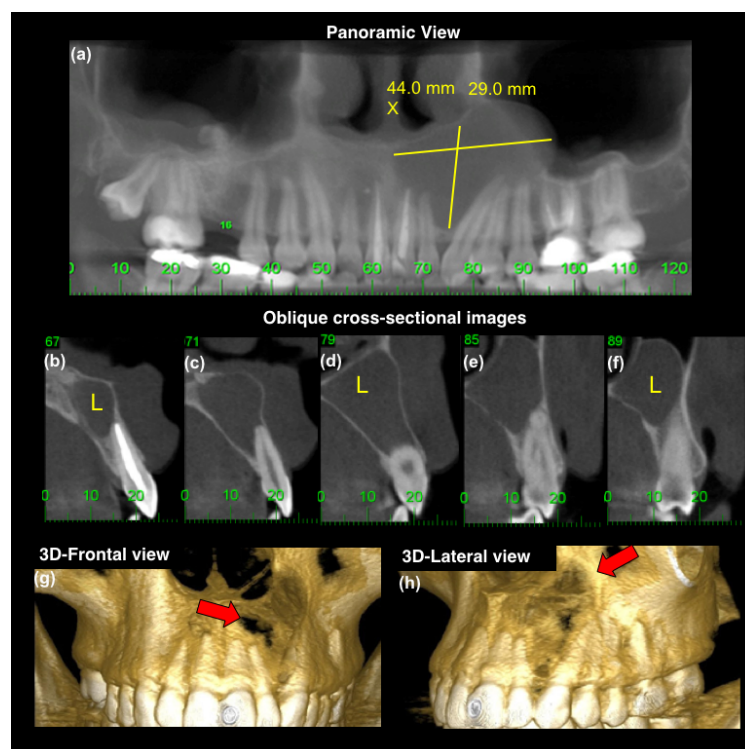 Panoramic View
(a)
44.0 mm 29.0 mm
X
16
0 10 20 30 40 50 60 70 80 90 100 110 120
Oblique cross-sectional images
67 71 79 85 89
(b) (c) (d) (e) (f)
L L
0 10 20 0 10 20 0 10 20 0 10 20 0 10 20
3D-Frontal view 3D-Lateral view
(g) (h)